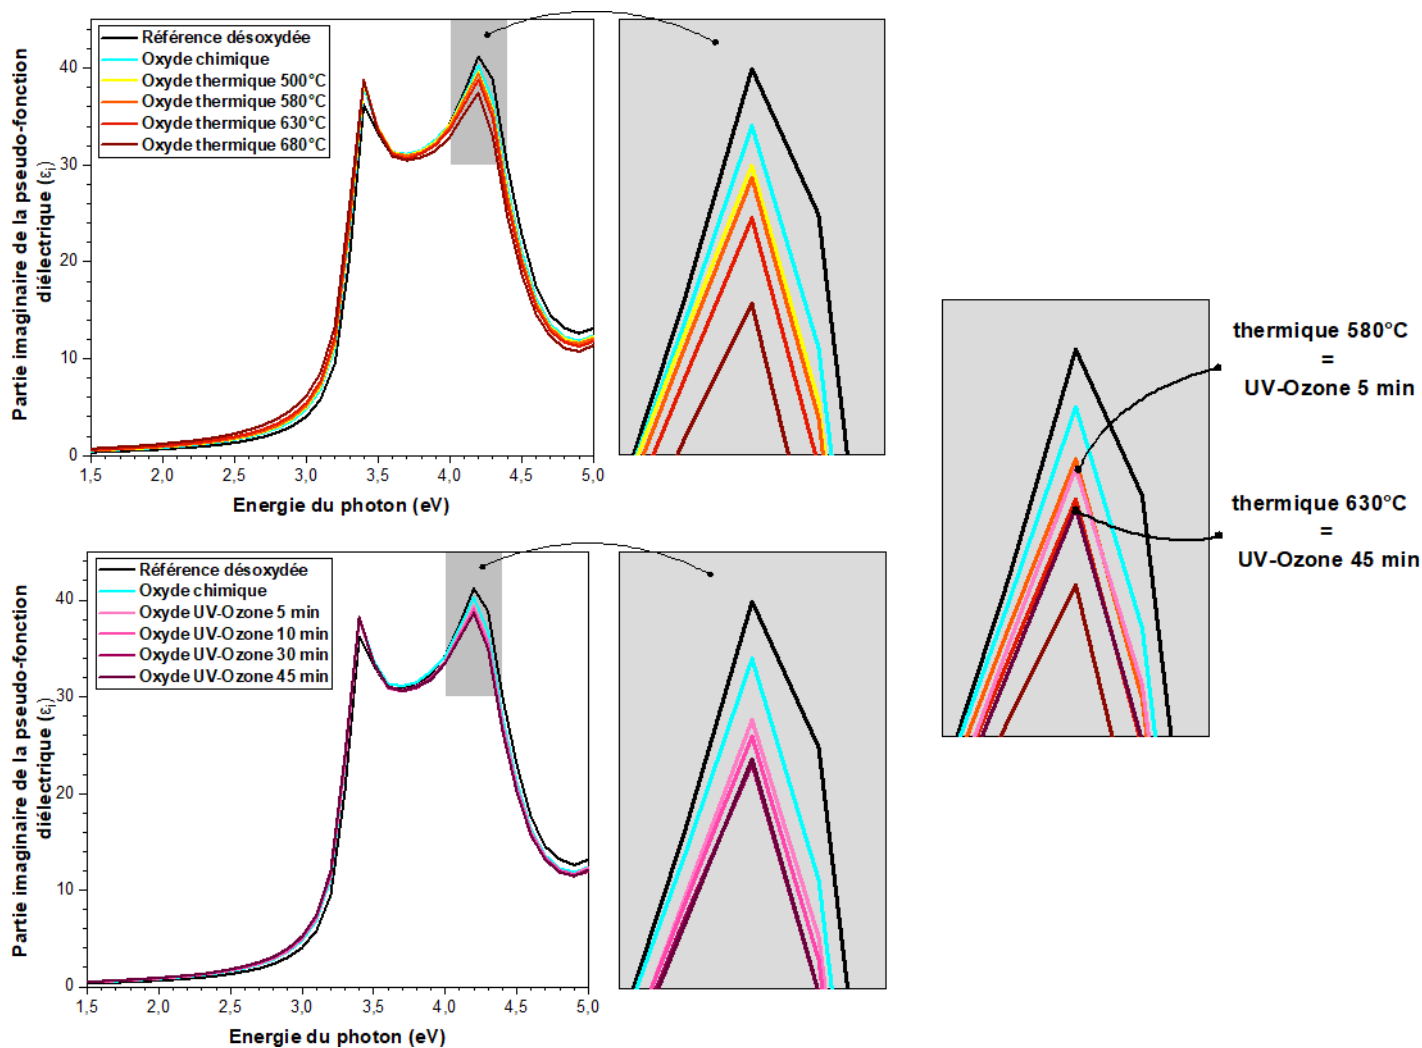 Partie imaginaire de la pseudo-fonction
diélectrique (εi)
40
30
20
10
0
Référence désoxydée
Oxyde chimique
Oxyde thermique 500°C
Oxyde thermique 580°C
Oxyde thermique 630°C
Oxyde thermique 680°C
1,5 2,0 2,5 3,0 3,5 4,0 4,5 5,0
Energie du photon (eV)
thermique 580°C
=
UV-Ozone 5 min
thermique 630°C
=
UV-Ozone 45 min
Partie imaginaire de la pseudo-fonction
diélectrique (εi)
40
30
20
10
0
Référence désoxydée
Oxyde chimique
Oxyde UV-Ozone 5 min
Oxyde UV-Ozone 10 min
Oxyde UV-Ozone 30 min
Oxyde UV-Ozone 45 min
1,5 2,0 2,5 3,0 3,5 4,0 4,5 5,0
Energie du photon (eV)